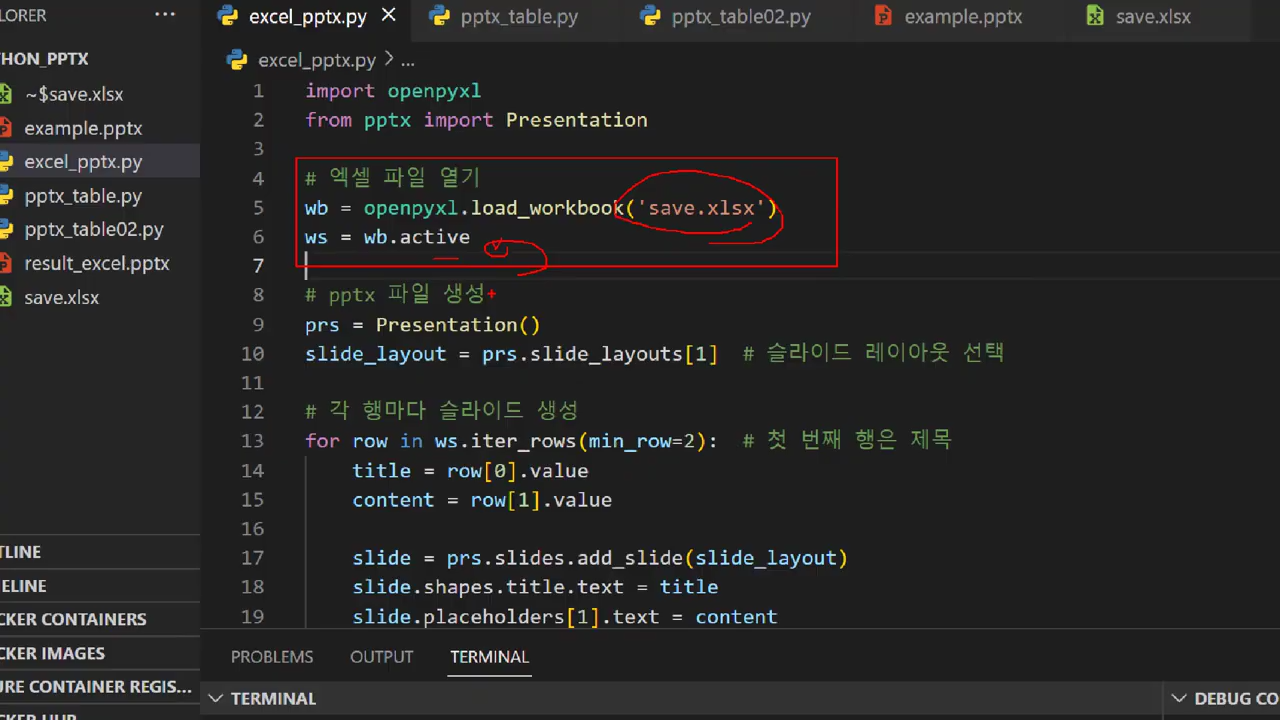 LORER ...
excel_pptx.py pptx_table.py pptx_table02.py example.pptx save.xlsx
THON_PPTX
~$save.xlsx
example.pptx
excel_pptx.py
pptx_table.py
pptx_table02.py
result_excel.pptx
save.xlsx
TLINE
ELINE
CKER CONTAINERS
CKER IMAGES
URE CONTAINER REGIS...
CKER HUB
excel_pptx.py > ...
1 import openpyxl
2 from pptx import Presentation
3
4 # 엑셀 파일 열기
5 wb = openpyxl.load_workbook('save.xlsx')
6 ws = wb.active
7
8 # pptx 파일 생성
9 prs = Presentation()
10 slide_layout = prs.slide_layouts[1]  # 슬라이드 레이아웃 선택
11
12 # 각 행마다 슬라이드 생성
13 for row in ws.iter_rows(min_row=2):  # 첫 번째 행은 제목
14     title = row[0].value
15     content = row[1].value
16
17     slide = prs.slides.add_slide(slide_layout)
18     slide.shapes.title.text = title
19     slide.placeholders[1].text = content
PROBLEMS OUTPUT TERMINAL
TERMINAL DEBUG CO